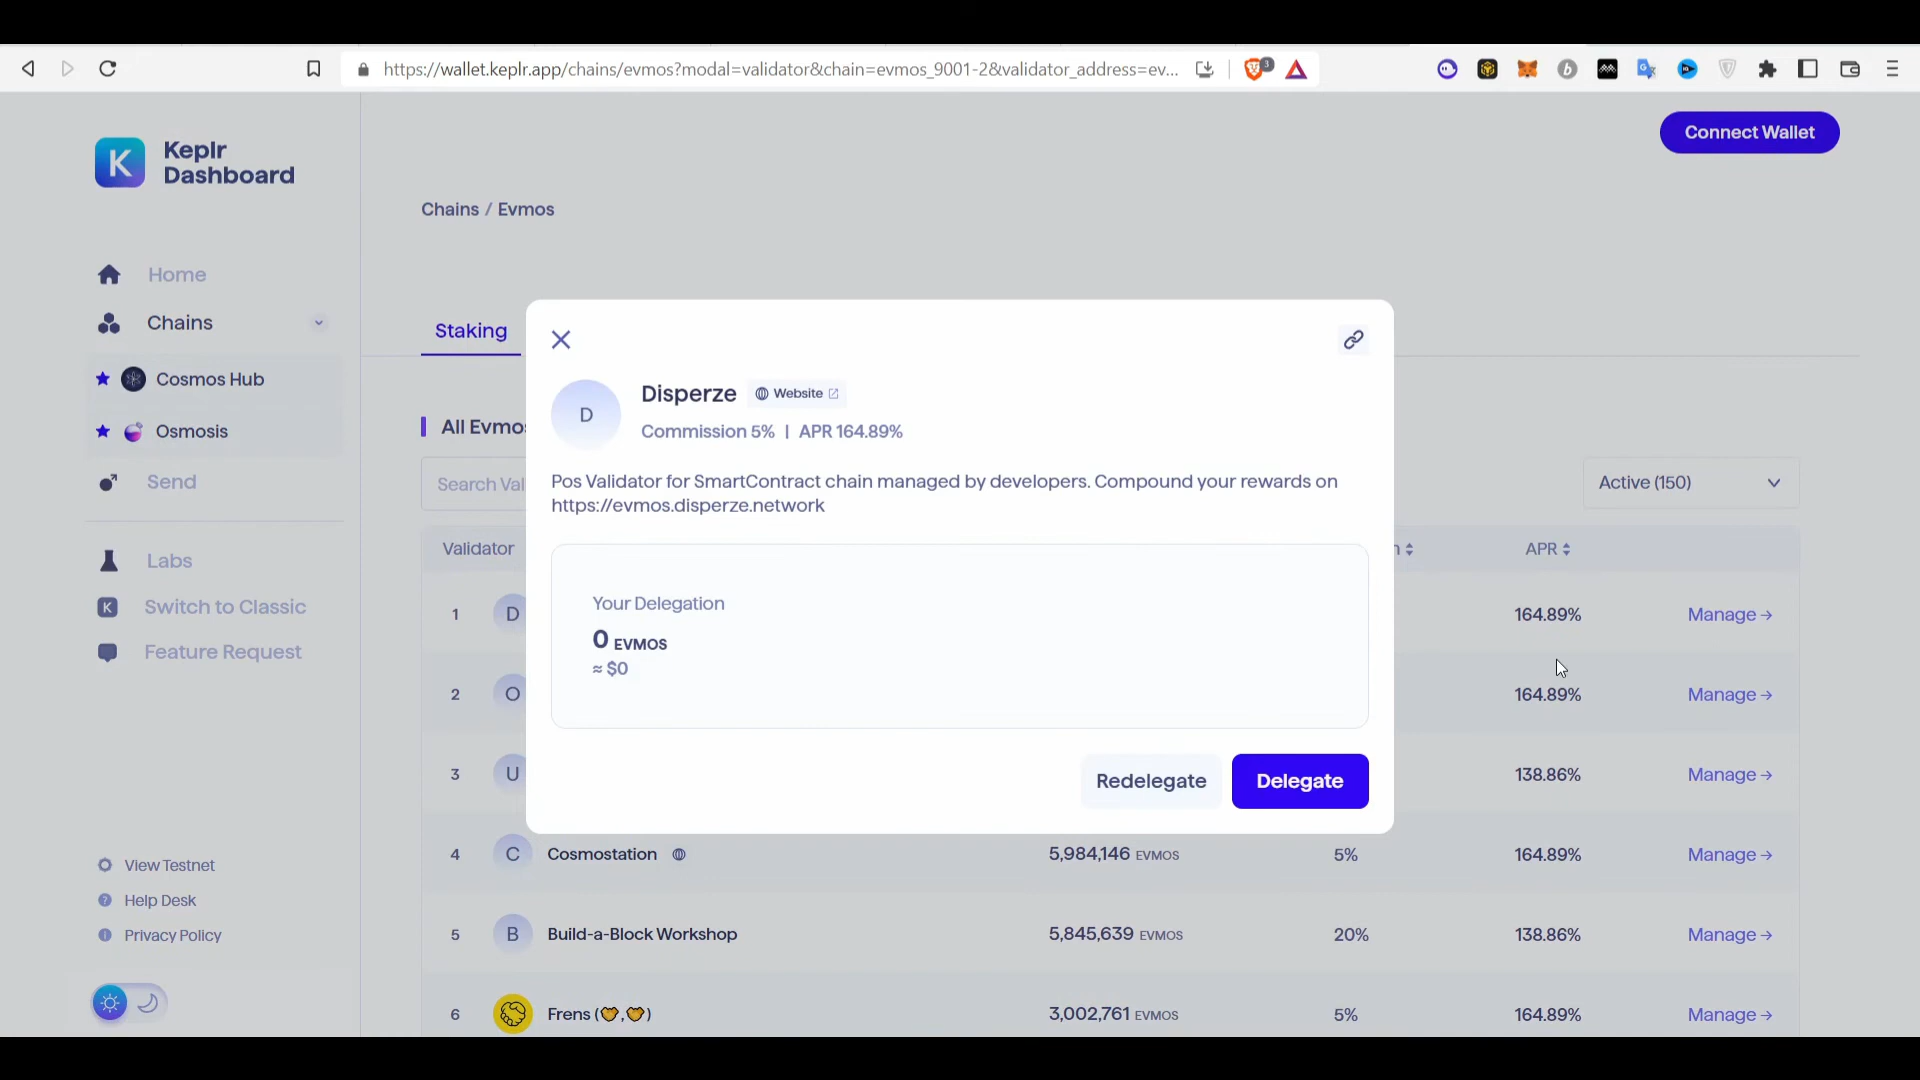 https://wallet.keplr.app/chains/evmos?modal=validator&chain=evmos_9001-2&validator_address=ev...
3
Keplr
Dashboard
Connect Wallet
Chains / Evmos
Home
Chains
Cosmos Hub
Osmosis
Send
Labs
Switch to Classic
Feature Request
View Testnet
Help Desk
Privacy Policy
Staking
All Evmos
Search Val
Active (150)
Validator
APR
D
Disperze
Website
Commission 5% | APR 164.89%
Pos Validator for SmartContract chain managed by developers. Compound your rewards on
https://evmos.disperze.network
Your Delegation
0 EVMOS
≈ $0
Redelegate
Delegate
1 D 164.89% Manage →
2 O 164.89% Manage →
3 U 138.86% Manage →
4 C Cosmostation 5,984,146 EVMOS 5% 164.89% Manage →
5 B Build-a-Block Workshop 5,845,639 EVMOS 20% 138.86% Manage →
6 Frens (🤝,🤝) 3,002,761 EVMOS 5% 164.89% Manage →